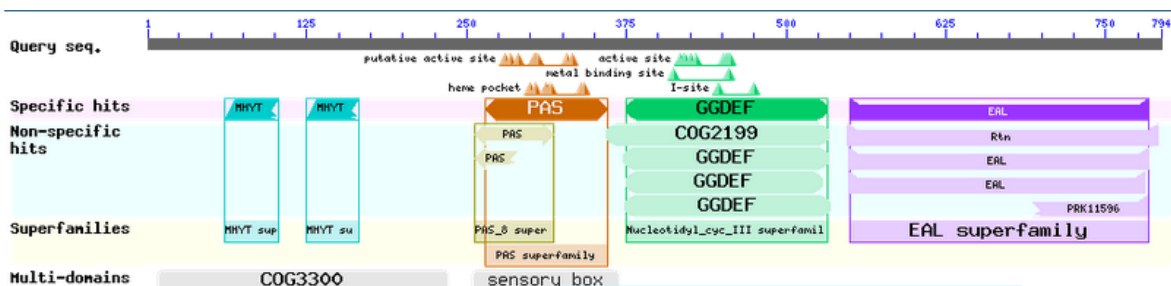 1 125 250 375 500 625 750 794
Query seq.
putative active site active site
metal binding site
heme pocket I-site
Specific hits MHYT MHYT PAS GGDEF EAL
Non-specific hits PAS COG2199 Rtn
PAS GGDEF EAL
GGDEF EAL
GGDEF PRK11596
Superfamilies MHYT sup MHYT su PAS_8 super Nucleotidyl_cyc_III superfamil EAL superfamily
PAS superfamily
Multi-domains COG3300 sensory box